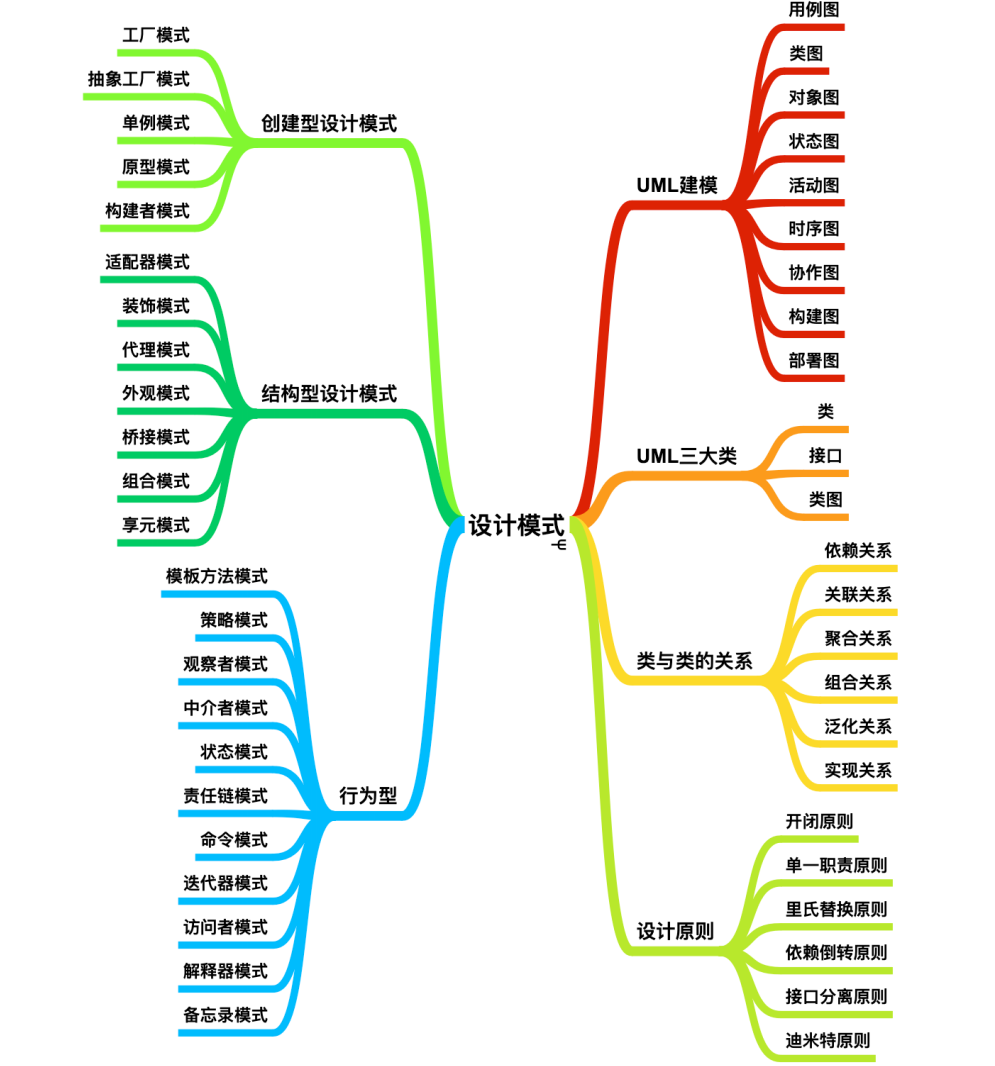 设计模式
创建型设计模式
工厂模式
抽象工厂模式
单例模式
原型模式
构建者模式
结构型设计模式
适配器模式
装饰模式
代理模式
外观模式
桥接模式
组合模式
享元模式
行为型
模板方法模式
策略模式
观察者模式
中介者模式
状态模式
责任链模式
命令模式
迭代器模式
访问者模式
解释器模式
备忘录模式
UML建模
用例图
类图
对象图
状态图
活动图
时序图
协作图
构建图
部署图
UML三大类
类
接口
类图
类与类的关系
依赖关系
关联关系
聚合关系
组合关系
泛化关系
实现关系
设计原则
开闭原则
单一职责原则
里氏替换原则
依赖倒转原则
接口分离原则
迪米特原则